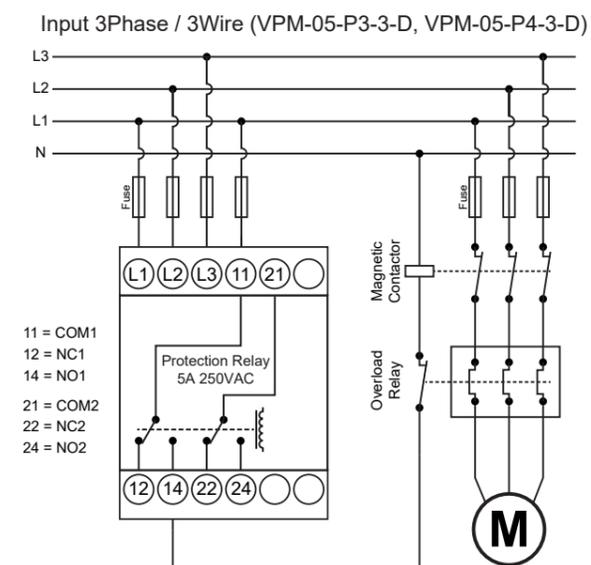 Input 3Phase / 3Wire (VPM-05-P3-3-D, VPM-05-P4-3-D)
L3
L2
L1
N
Fuse
Fuse
L1 L2 L3 11 21
Magnetic
Contactor
11 = COM1
12 = NC1
14 = NO1
21 = COM2
22 = NC2
24 = NO2
Protection Relay
5A 250VAC
Overload
Relay
12 14 22 24
M